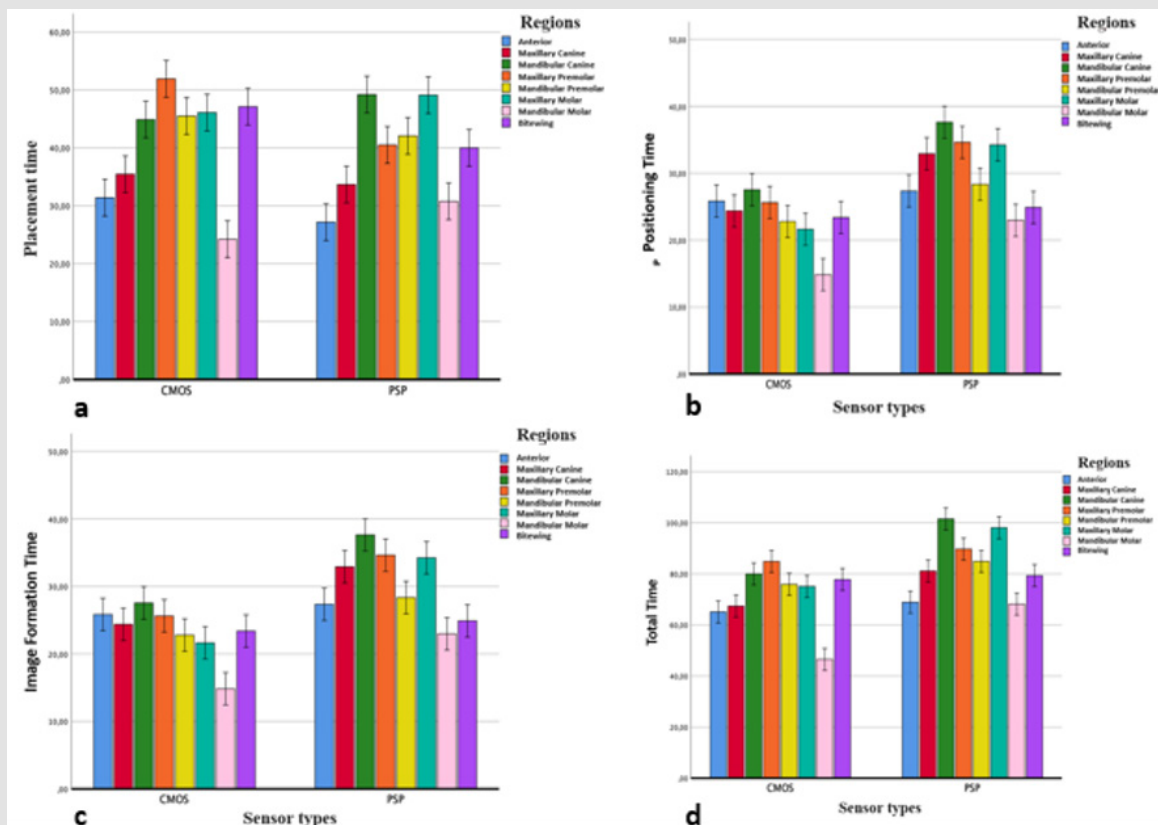 Regions
Anterior
Maxillary Canine
Mandibular Canine
Maxillary Premolar
Mandibular Premolar
Maxillary Molar
Mandibular Molar
Bitewing
Placement time
60,00
50,00
40,00
30,00
20,00
10,00
,00
CMOS
PSP
a
Regions
Anterior
Maxillary Canine
Mandibular Canine
Maxillary Premolar
Mandibular Premolar
Maxillary Molar
Mandibular Molar
Bitewing
Positioning Time
50,00
40,00
30,00
20,00
10,00
,00
CMOS
PSP
Sensor types
b
Regions
Anterior
Maxillary Canine
Mandibular Canine
Maxillary Premolar
Mandibular Premolar
Maxillary Molar
Mandibular Molar
Bitewing
Image Formation Time
50,00
40,00
30,00
20,00
10,00
,00
CMOS
PSP
Sensor types
c
Regions
Anterior
Maxillary Canine
Mandibular Canine
Maxillary Premolar
Mandibular Premolar
Maxillary Molar
Mandibular Molar
Bitewing
Total Time
120,00
100,00
80,00
60,00
40,00
20,00
,00
CMOS
PSP
Sensor types
d